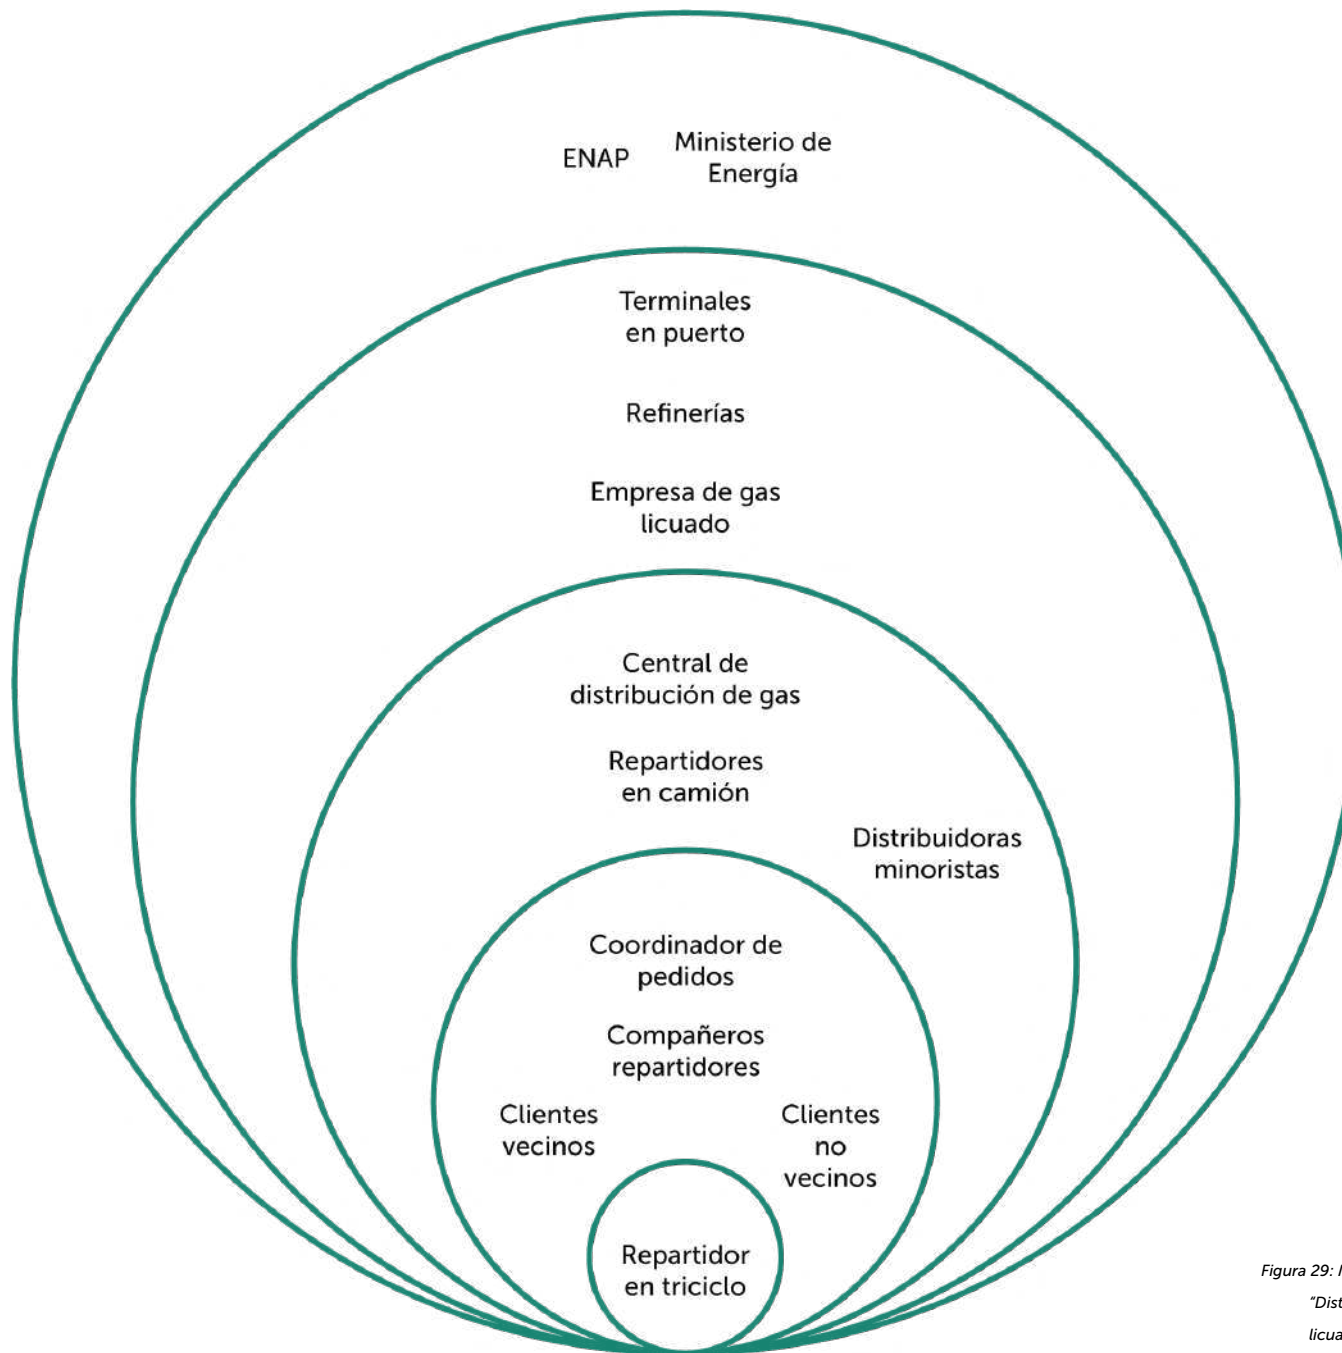 ENAP
Ministerio de
Energía
Terminales
en puerto
Refinerías
Empresa de gas
licuado
Central de
distribución de gas
Repartidores
en camión
Distribuidoras
minoristas
Coordinador de
pedidos
Compañeros
repartidores
Clientes
vecinos
Clientes
no
vecinos
Repartidor
en triciclo
Figura 29:
"Dist
licua